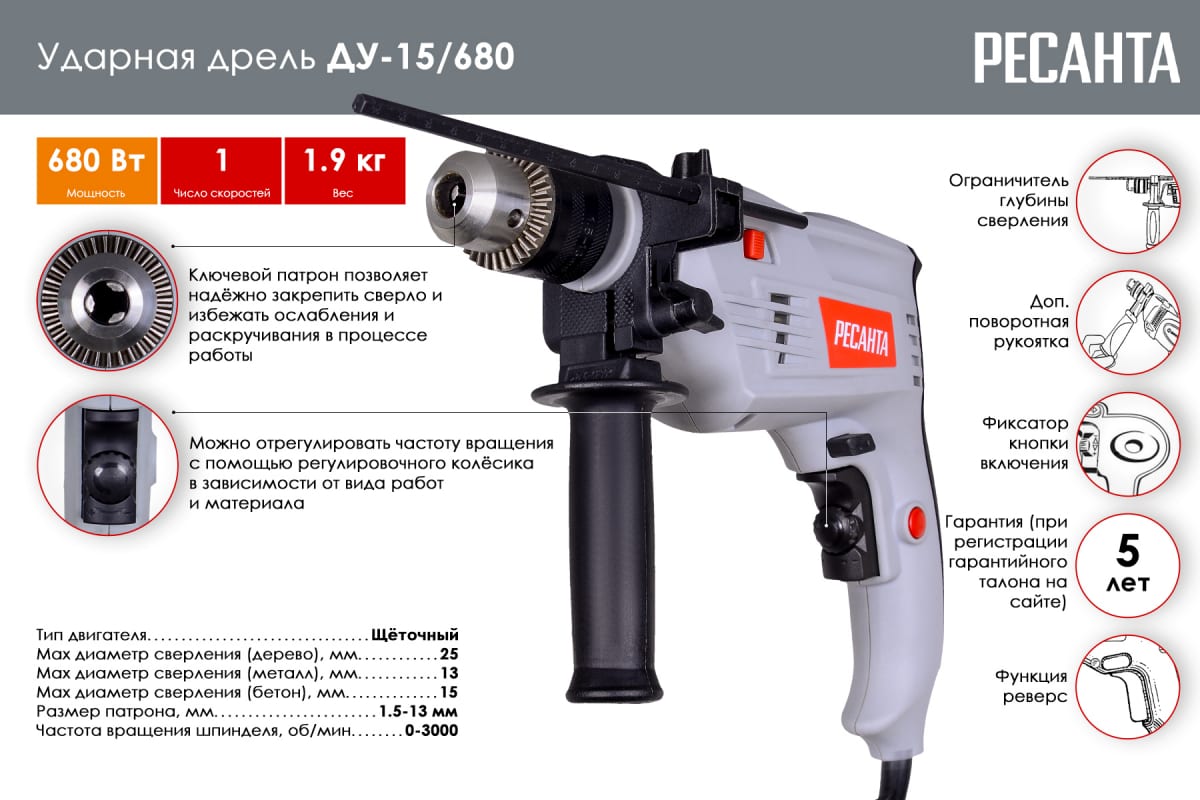 Ударная дрель ДУ-15/680
РЕСАНТА
680 Вт
Мощность
1
Число скоростей
1.9 кг
Вес
Ключевой патрон позволяет
надёжно закрепить сверло и
избежать ослабления и
раскручивания в процессе
работы
Можно отрегулировать частоту вращения
с помощью регулировочного колёсика
в зависимости от вида работ
и материала
РЕСАНТА
Ограничитель
глубины
сверления
Доп.
поворотная
рукоятка
Фиксатор
кнопки
включения
Гарантия (при
регистрации
гарантийного
талона на
сайте)
5
лет
Функция
реверс
Тип двигателя................................Щёточный
Max диаметр сверления (дерево), мм............25
Max диаметр сверления (металл), мм............13
Max диаметр сверления (бетон), мм..............15
Размер патрона, мм........................1.5-13 мм
Частота вращения шпинделя, об/мин........0-3000